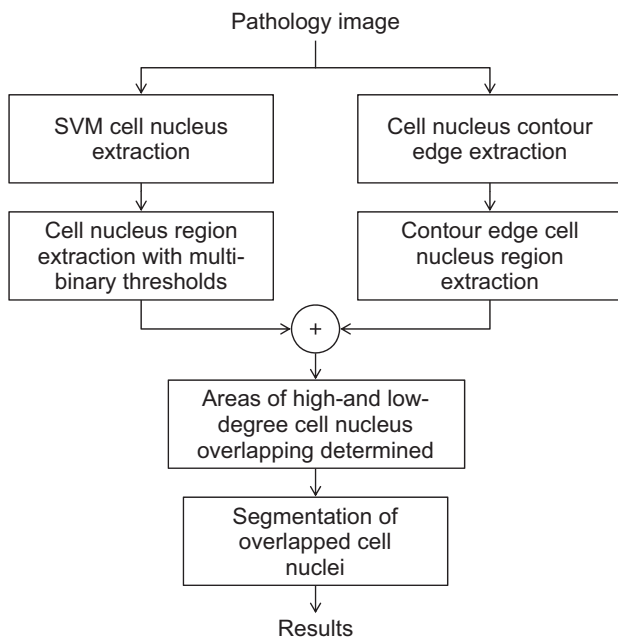 Pathology image
SVM cell nucleus
extraction
Cell nucleus contour
edge extraction
Cell nucleus region
extraction with multi-
binary thresholds
Contour edge cell
nucleus region
extraction
+
Areas of high-and low-
degree cell nucleus
overlapping determined
Segmentation of
overlapped cell
nuclei
Results